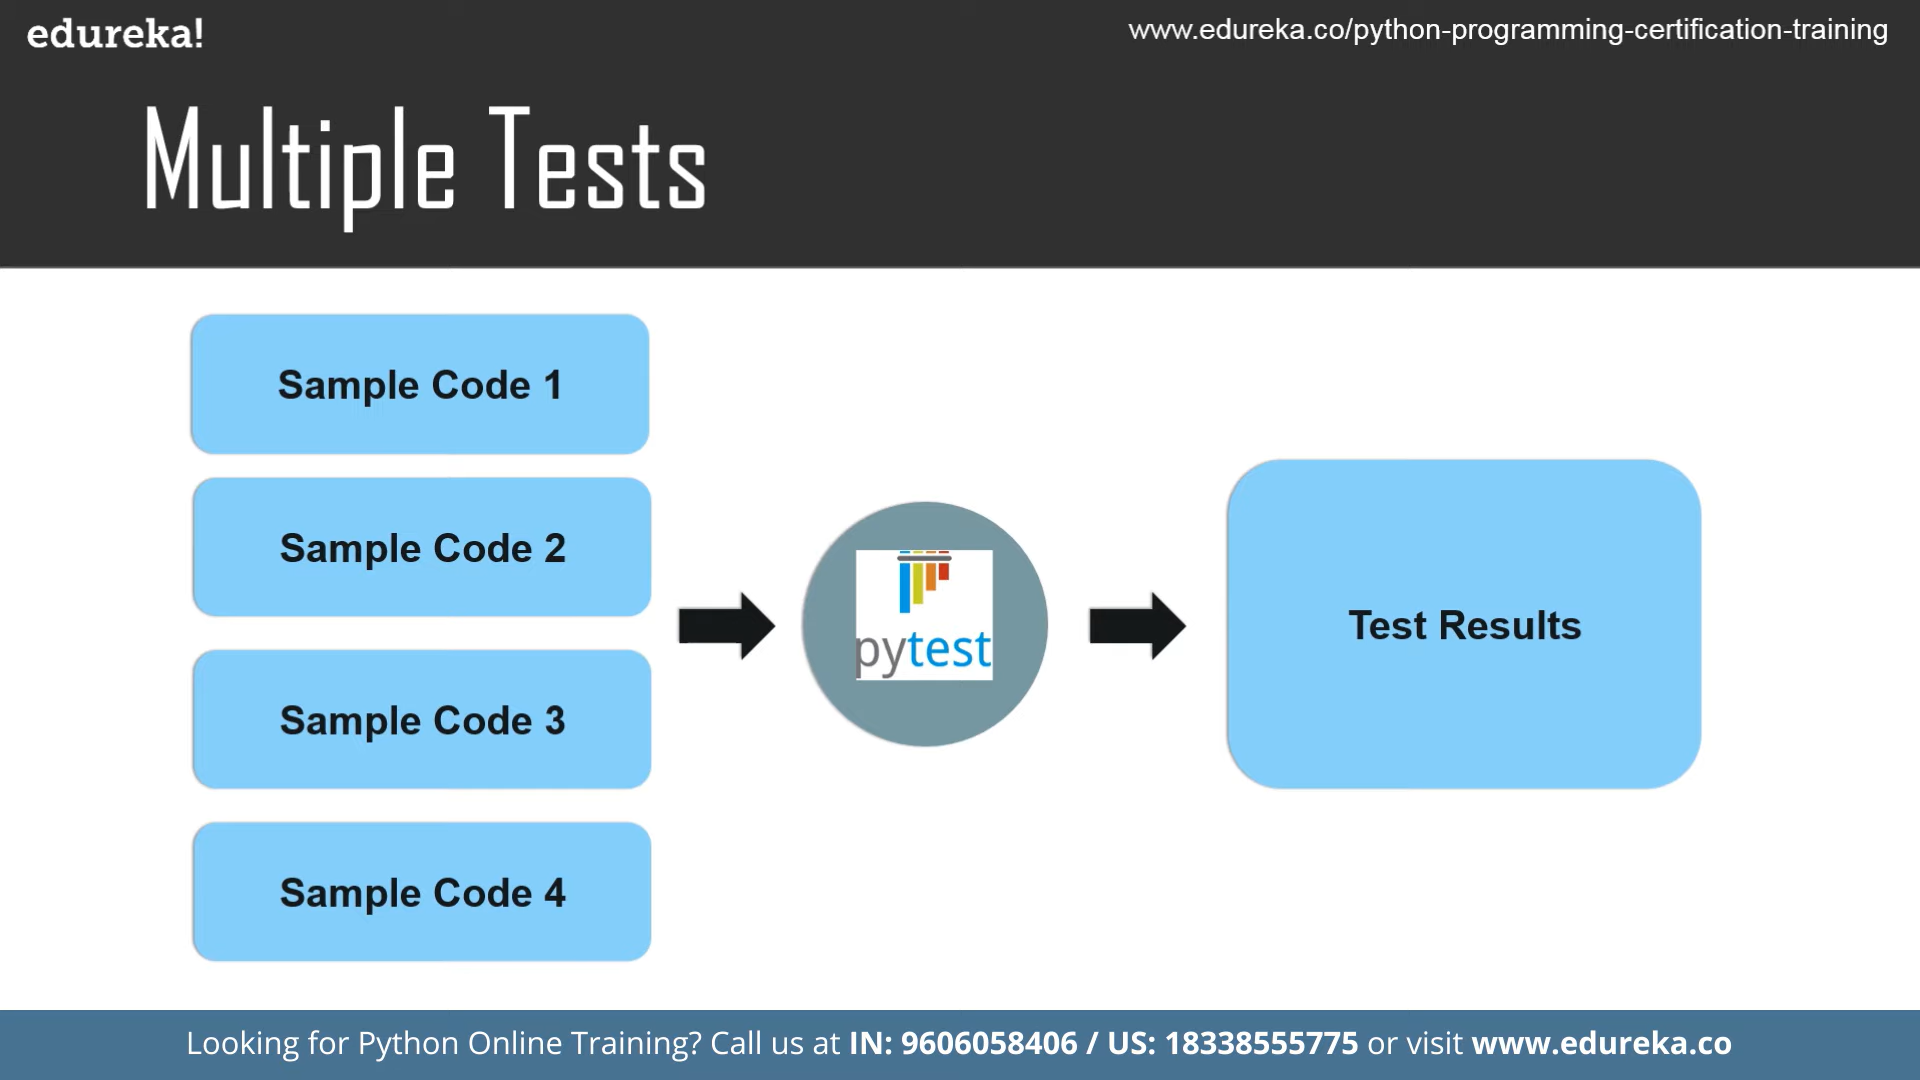 edureka!
www.edureka.co/python-programming-certification-training
Multiple Tests
Sample Code 1
Sample Code 2
Sample Code 3
Sample Code 4
pytest
Test Results
Looking for Python Online Training? Call us at IN: 9606058406 / US: 18338555775 or visit www.edureka.co